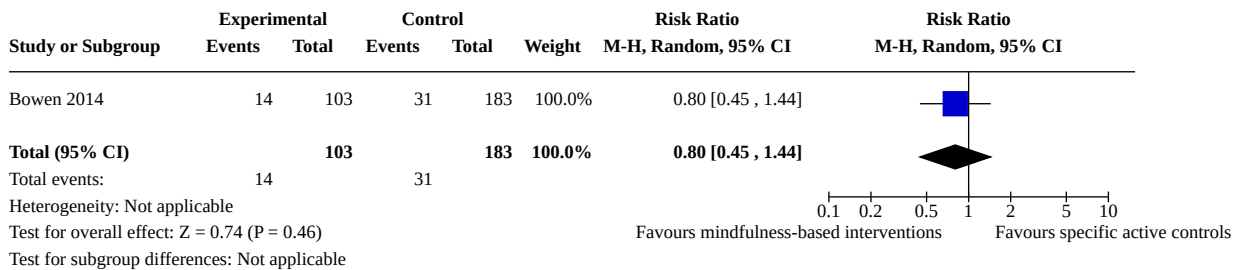 Experimental Control Risk Ratio Risk Ratio
Study or Subgroup Events Total Events Total Weight M-H, Random, 95% CI M-H, Random, 95% CI
Bowen 2014 14 103 31 183 100.0% 0.80 [0.45 , 1.44]
Total (95% CI) 103 183 100.0% 0.80 [0.45 , 1.44]
Total events: 14 31
Heterogeneity: Not applicable
0.1 0.2 0.5 1 2 5 10
Test for overall effect: Z = 0.74 (P = 0.46) Favours mindfulness-based interventions Favours specific active controls
Test for subgroup differences: Not applicable